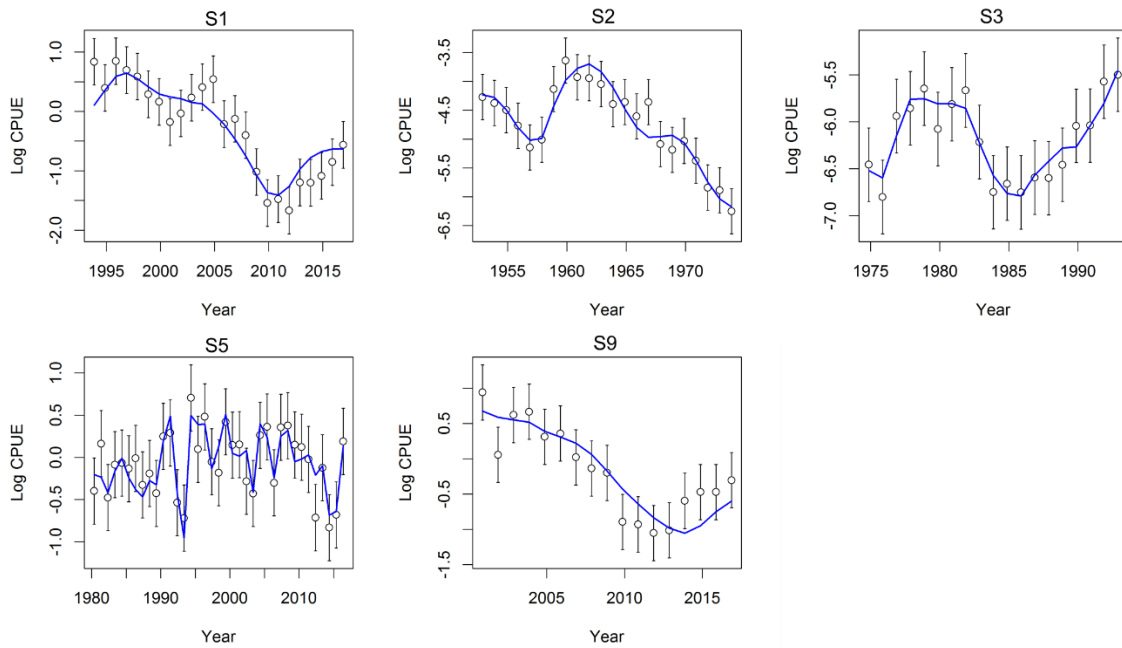 S1
Log CPUE
1.0
0.0
-1.0
-2.0
1995 2000 2005 2010 2015
Year
S2
Log CPUE
-3.5
-4.5
-5.5
-6.5
1955 1960 1965 1970
Year
S3
Log CPUE
-5.5
-6.0
-6.5
-7.0
1975 1980 1985 1990
Year
S5
Log CPUE
1.0
0.5
0.0
-0.5
-1.0
1980 1990 2000 2010
Year
S9
Log CPUE
0.5
-0.5
-1.5
2005 2010 2015
Year